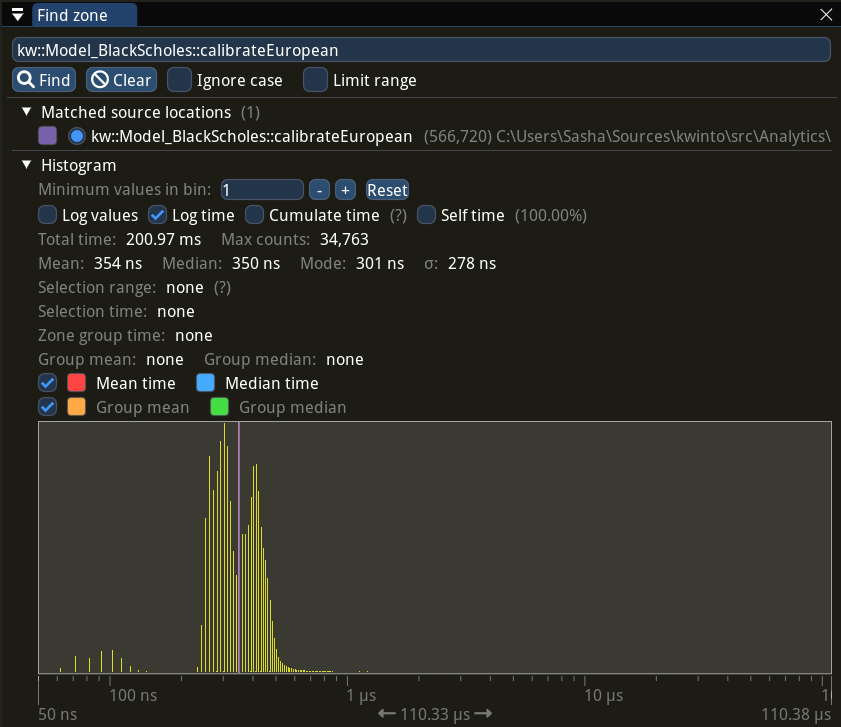 Find zone
kw::Model_BlackScholes::calibrateEuropean
Find Clear Ignore case Limit range
Matched source locations (1)
kw::Model_BlackScholes::calibrateEuropean (566,720) C:\Users\Sasha\Sources\kwinto\src\Analytics\
Histogram
Minimum values in bin: 1 - + Reset
Log values Log time Cumulate time (?) Self time (100.00%)
Total time: 200.97 ms Max counts: 34,763
Mean: 354 ns Median: 350 ns Mode: 301 ns σ: 278 ns
Selection range: none (?)
Selection time: none
Zone group time: none
Group mean: none Group median: none
Mean time Median time
Group mean Group median
100 ns 1 µs 10 µs
50 ns 110.33 µs 110.38 µs